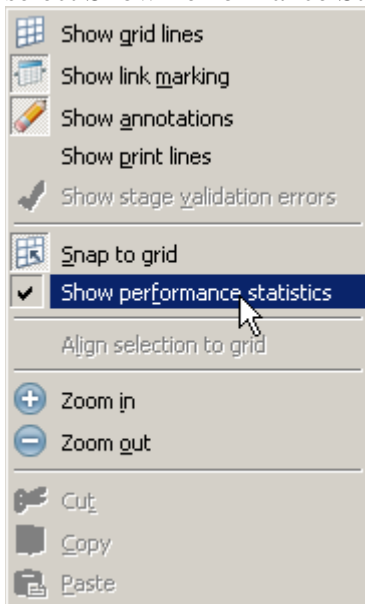 Show grid lines
Show link marking
Show annotations
Show print lines
Show stage validation errors
Snap to grid
Show performance statistics
Align selection to grid
Zoom in
Zoom out
Cut
Copy
Paste